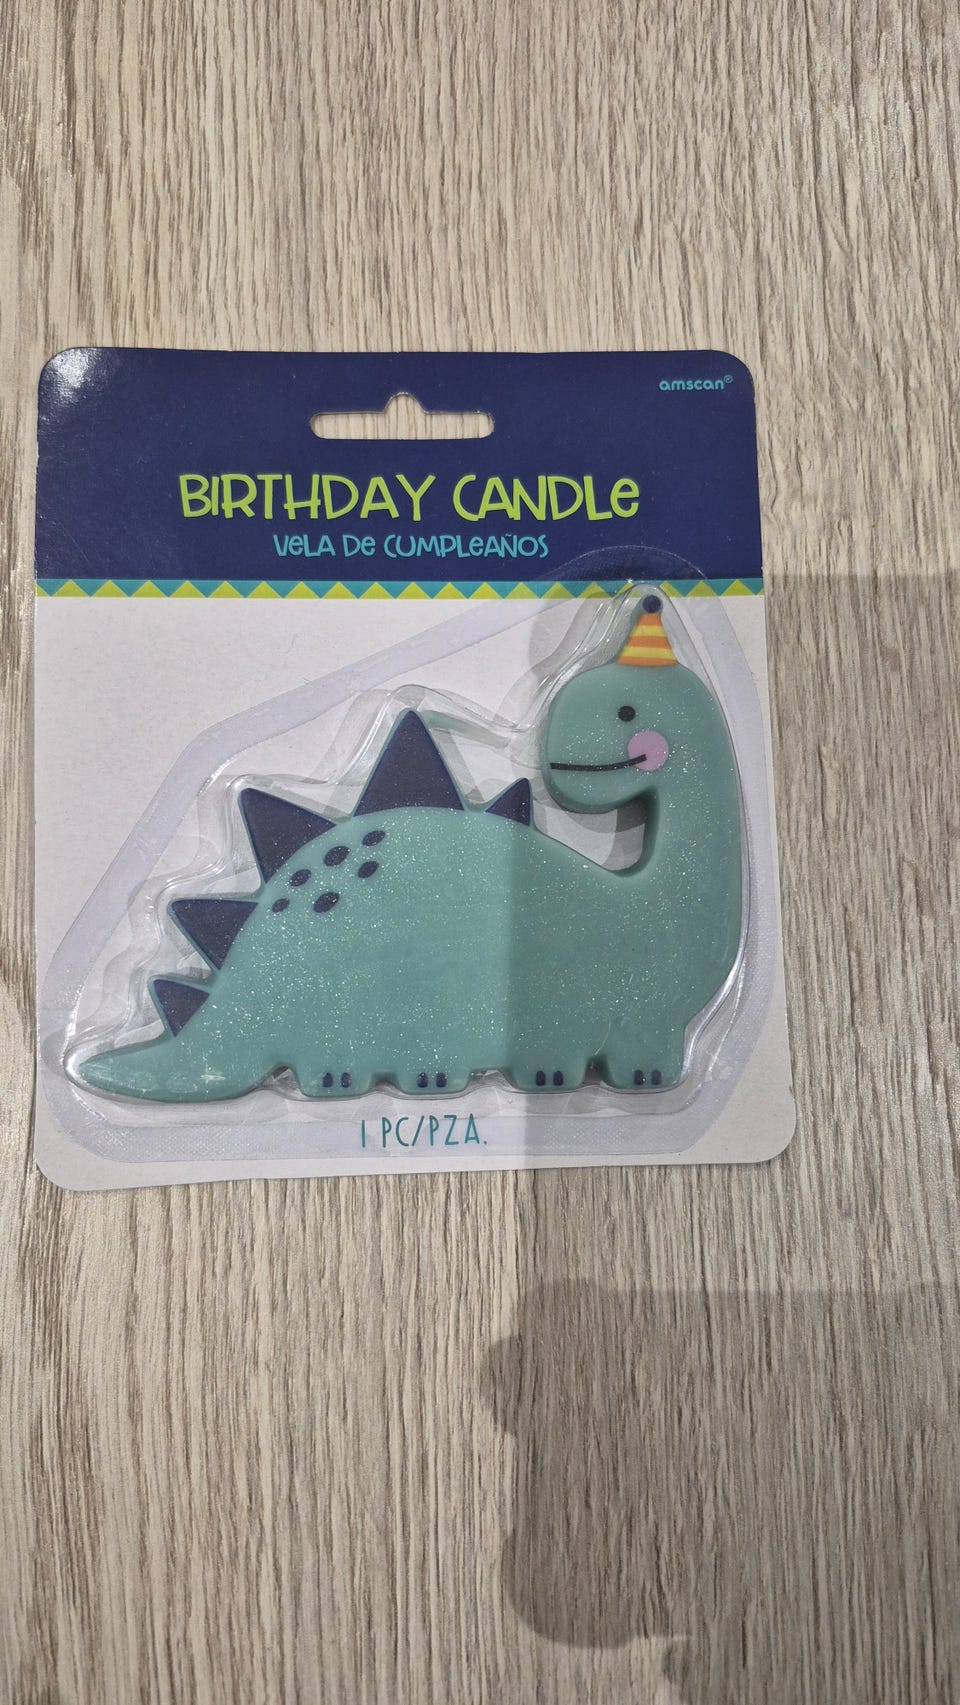 amscan®
BIRTHDAY CANDLE
VELA DE CUMPLEAÑOS
1 PC/PZA.